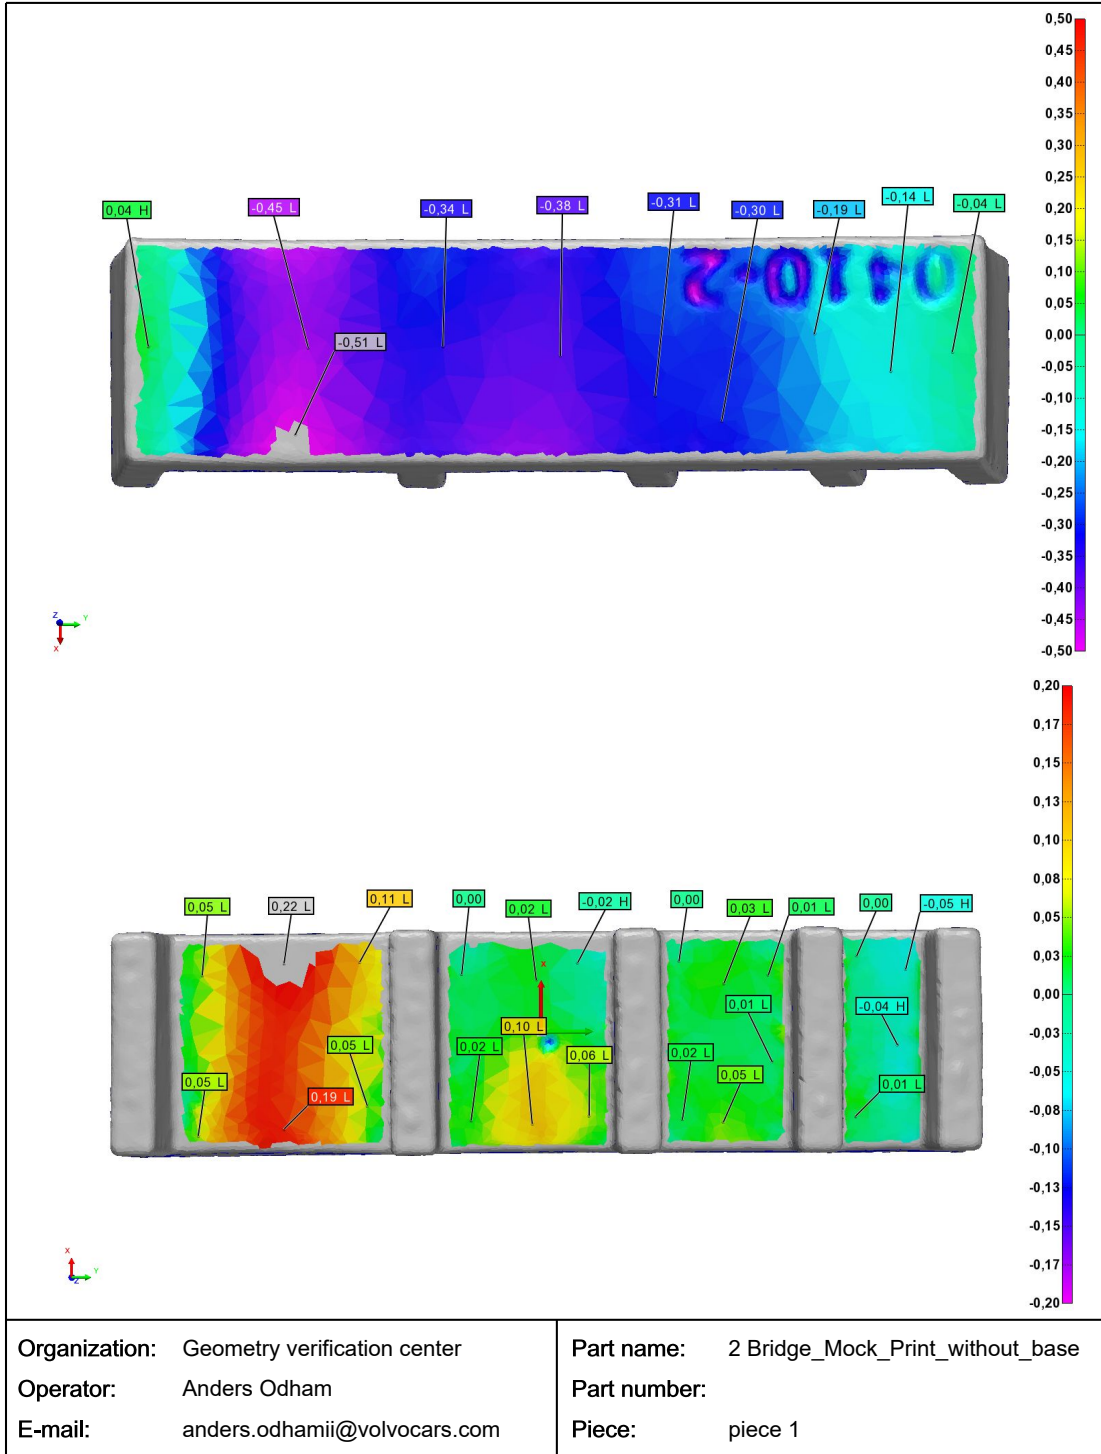 0,50
0,45
0,40
0,35
0,30
0,25
0,20
0,15
0,10
0,05
0,00
-0,05
-0,10
-0,15
-0,20
-0,25
-0,30
-0,35
-0,40
-0,45
-0,50
0,04 H
-0,45 L
-0,34 L
-0,38 L
-0,31 L
-0,30 L
-0,19 L
-0,14 L
-0,04 L
-0,51 L
0110-2
Z
Y
X
0,20
0,17
0,15
0,13
0,10
0,08
0,05
0,03
0,00
-0,03
-0,05
-0,08
-0,10
-0,13
-0,15
-0,17
-0,20
0,05 L
0,22 L
0,11 L
0,00
0,02 L
-0,02 H
0,00
0,03 L
0,01 L
0,00
-0,05 H
X
0,10 L
0,01 L
-0,04 H
0,05 L
0,02 L
0,06 L
0,02 L
0,05 L
0,01 L
0,05 L
0,19 L
X
Y
Z
Organization: Geometry verification center
Operator: Anders Odham
E-mail: anders.odhamii@volvocars.com
Part name: 2 Bridge_Mock_Print_without_base
Part number:
Piece: piece 1